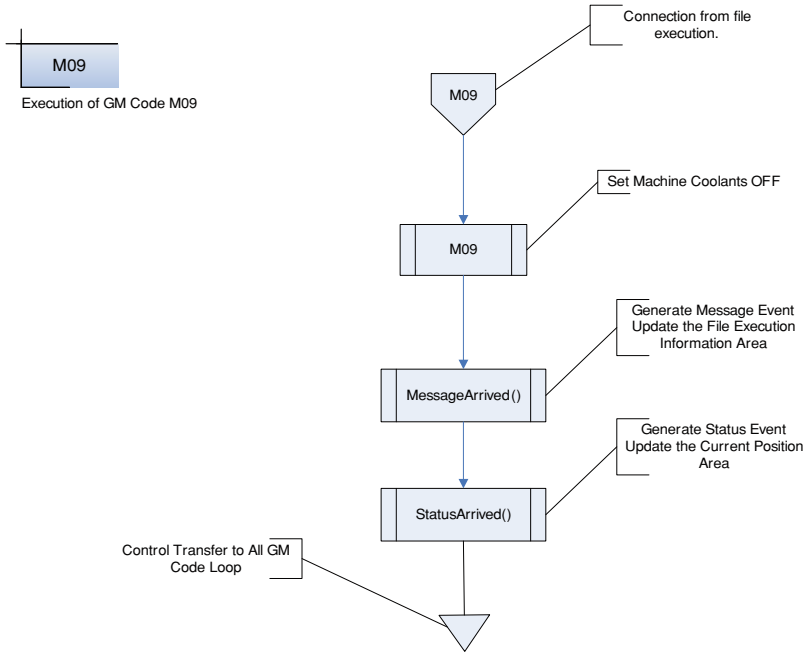 Connection from file
execution.
M09
Execution of GM Code M09
M09
Set Machine Coolants OFF
M09
Generate Message Event
Update the File Execution
Information Area
MessageArrived()
Generate Status Event
Update the Current Position
Area
StatusArrived()
Control Transfer to All GM
Code Loop